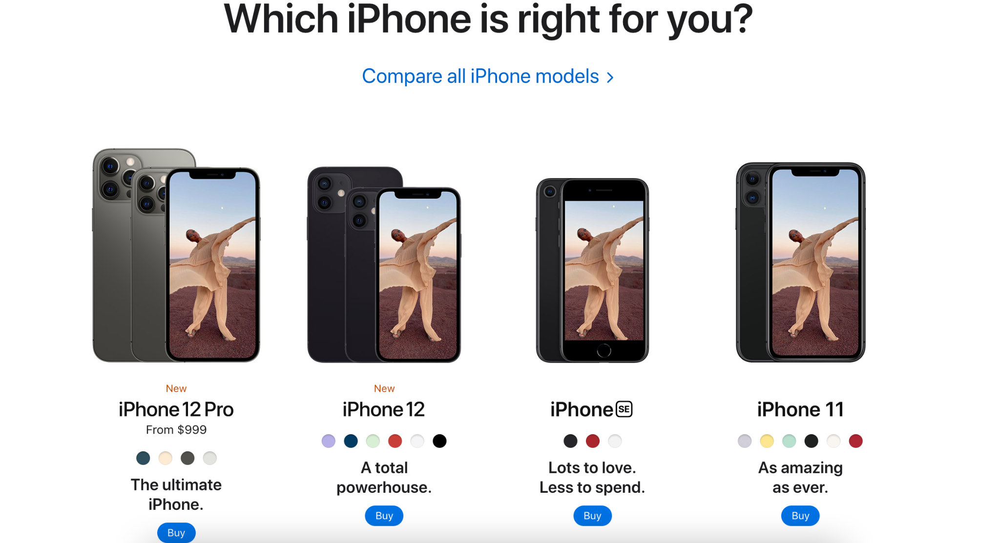 Which iPhone is right for you?
Compare all iPhone models >
New
iPhone 12 Pro
From $999
The ultimate
iPhone.
Buy
New
iPhone 12
A total
powerhouse.
Buy
iPhone SE
Lots to love.
Less to spend.
Buy
iPhone 11
As amazing
as ever.
Buy